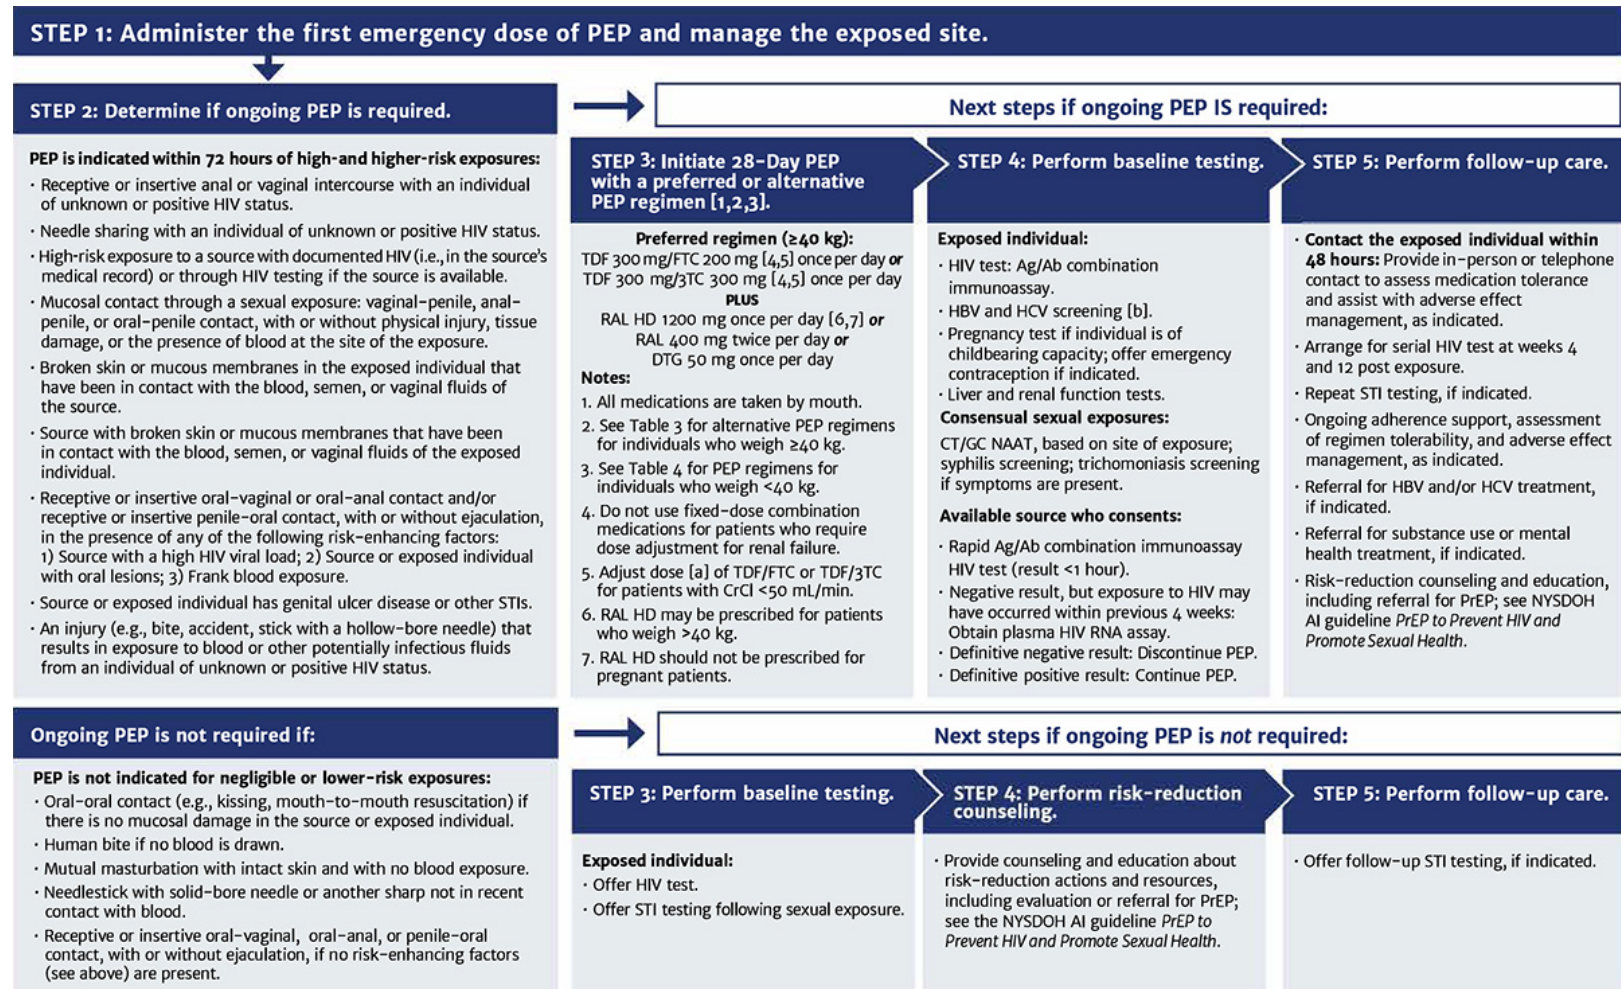 STEP 1: Administer the first emergency dose of PEP and manage the exposed site.
STEP 2: Determine if ongoing PEP is required.
PEP is indicated within 72 hours of high-and higher-risk exposures:
· Receptive or insertive anal or vaginal intercourse with an individual
of unknown or positive HIV status.
· Needle sharing with an individual of unknown or positive HIV status.
· High-risk exposure to a source with documented HIV (i.e., in the source's
medical record) or through HIV testing if the source is available.
· Mucosal contact through a sexual exposure: vaginal-penile, anal-
penile, or oral-penile contact, with or without physical injury, tissue
damage, or the presence of blood at the site of the exposure.
· Broken skin or mucous membranes in the exposed individual that
have been in contact with the blood, semen, or vaginal fluids of
the source.
· Source with broken skin or mucous membranes that have been
in contact with the blood, semen, or vaginal fluids of the exposed
individual.
· Receptive or insertive oral-vaginal or oral-anal contact and/or
receptive or insertive penile-oral contact, with or without ejaculation,
in the presence of any of the following risk-enhancing factors:
1) Source with a high HIV viral load; 2) Source or exposed individual
with oral lesions; 3) Frank blood exposure.
· Source or exposed individual has genital ulcer disease or other STIs.
· An injury (e.g., bite, accident, stick with a hollow-bore needle) that
results in exposure to blood or other potentially infectious fluids
from an individual of unknown or positive HIV status.
Next steps if ongoing PEP IS required:
STEP 3: Initiate 28-Day PEP
with a preferred or alternative
PEP regimen [1,2,3].
Preferred regimen (≥40 kg):
TDF 300 mg/FTC 200 mg [4,5] once per day or
TDF 300 mg/3TC 300 mg [4,5] once per day
PLUS
RAL HD 1200 mg once per day [6,7] or
RAL 400 mg twice per day or
DTG 50 mg once per day
Notes:
1. All medications are taken by mouth.
2. See Table 3 for alternative PEP regimens
for individuals who weigh ≥40 kg.
3. See Table 4 for PEP regimens for
individuals who weigh <40 kg.
4. Do not use fixed-dose combination
medications for patients who require
dose adjustment for renal failure.
5. Adjust dose [a] of TDF/FTC or TDF/3TC
for patients with CrCl <50 mL/min.
6. RAL HD may be prescribed for patients
who weigh >40 kg.
7. RAL HD should not be prescribed for
pregnant patients.
STEP 4: Perform baseline testing.
Exposed individual:
· HIV test: Ag/Ab combination
immunoassay.
· HBV and HCV screening [b].
· Pregnancy test if individual is of
childbearing capacity; offer emergency
contraception if indicated.
· Liver and renal function tests.
Consensual sexual exposures:
CT/GC NAAT, based on site of exposure;
syphilis screening; trichomoniasis screening
if symptoms are present.
Available source who consents:
· Rapid Ag/Ab combination immunoassay
HIV test (result <1 hour).
· Negative result, but exposure to HIV may
have occurred within previous 4 weeks:
Obtain plasma HIV RNA assay.
· Definitive negative result: Discontinue PEP.
· Definitive positive result: Continue PEP.
STEP 5: Perform follow-up care.
· Contact the exposed individual within
48 hours: Provide in-person or telephone
contact to assess medication tolerance
and assist with adverse effect
management, as indicated.
· Arrange for serial HIV test at weeks 4
and 12 post exposure.
· Repeat STI testing, if indicated.
· Ongoing adherence support, assessment
of regimen tolerability, and adverse effect
management, as indicated.
· Referral for HBV and/or HCV treatment,
if indicated.
· Referral for substance use or mental
health treatment, if indicated.
· Risk-reduction counseling and education,
including referral for PrEP; see NYSDOH
AI guideline PrEP to Prevent HIV and
Promote Sexual Health.
Ongoing PEP is not required if:
PEP is not indicated for negligible or lower-risk exposures:
· Oral-oral contact (e.g., kissing, mouth-to-mouth resuscitation) if
there is no mucosal damage in the source or exposed individual.
· Human bite if no blood is drawn.
· Mutual masturbation with intact skin and with no blood exposure.
· Needlestick with solid-bore needle or another sharp not in recent
contact with blood.
· Receptive or insertive oral-vaginal, oral-anal, or penile-oral
contact, with or without ejaculation, if no risk-enhancing factors
(see above) are present.
Next steps if ongoing PEP is not required:
STEP 3: Perform baseline testing.
Exposed individual:
· Offer HIV test.
· Offer STI testing following sexual exposure.
STEP 4: Perform risk-reduction
counseling.
· Provide counseling and education about
risk-reduction actions and resources,
including evaluation or referral for PrEP;
see the NYSDOH AI guideline PrEP to
Prevent HIV and Promote Sexual Health.
STEP 5: Perform follow-up care.
· Offer follow-up STI testing, if indicated.